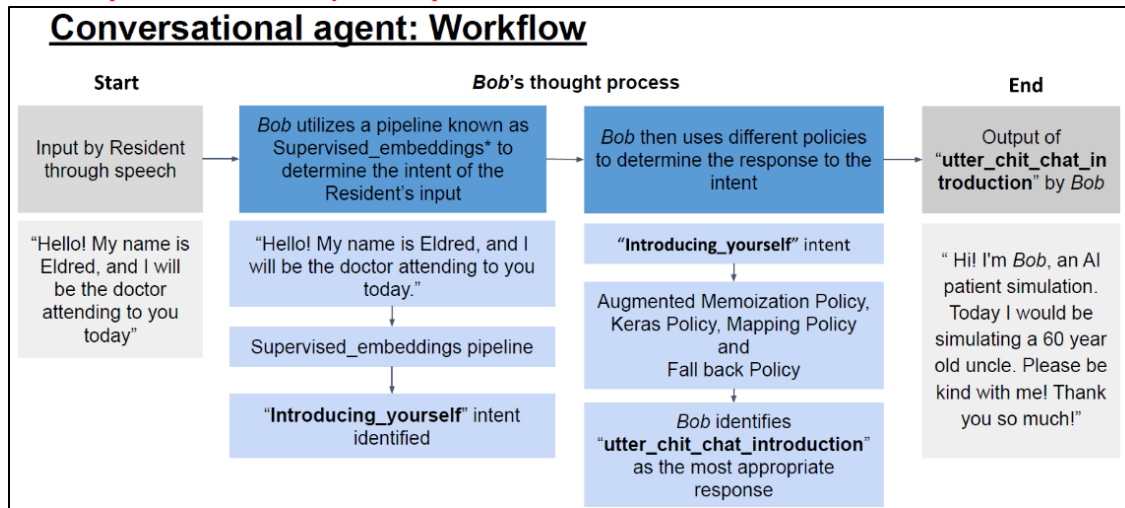 Conversational agent: Workflow
Start
Bob's thought process
End
Input by Resident
through speech
Bob utilizes a pipeline known as
Supervised_embeddings* to
determine the intent of the
Resident's input
Bob then uses different policies
to determine the response to the
intent
Output of
“utter_chit_chat_in
troduction” by Bob
“Hello! My name is
Eldred, and I will
be the doctor
attending to you
today”
“Hello! My name is Eldred, and I
will be the doctor attending to you
today.”
Supervised_embeddings pipeline
“Introducing_yourself” intent
identified
“Introducing_yourself” intent
Augmented Memoization Policy,
Keras Policy, Mapping Policy
and
Fall back Policy
Bob identifies
“utter_chit_chat_introduction”
as the most appropriate
response
“ Hi! I'm Bob, an AI
patient simulation.
Today I would be
simulating a 60 year
old uncle. Please be
kind with me! Thank
you so much!”